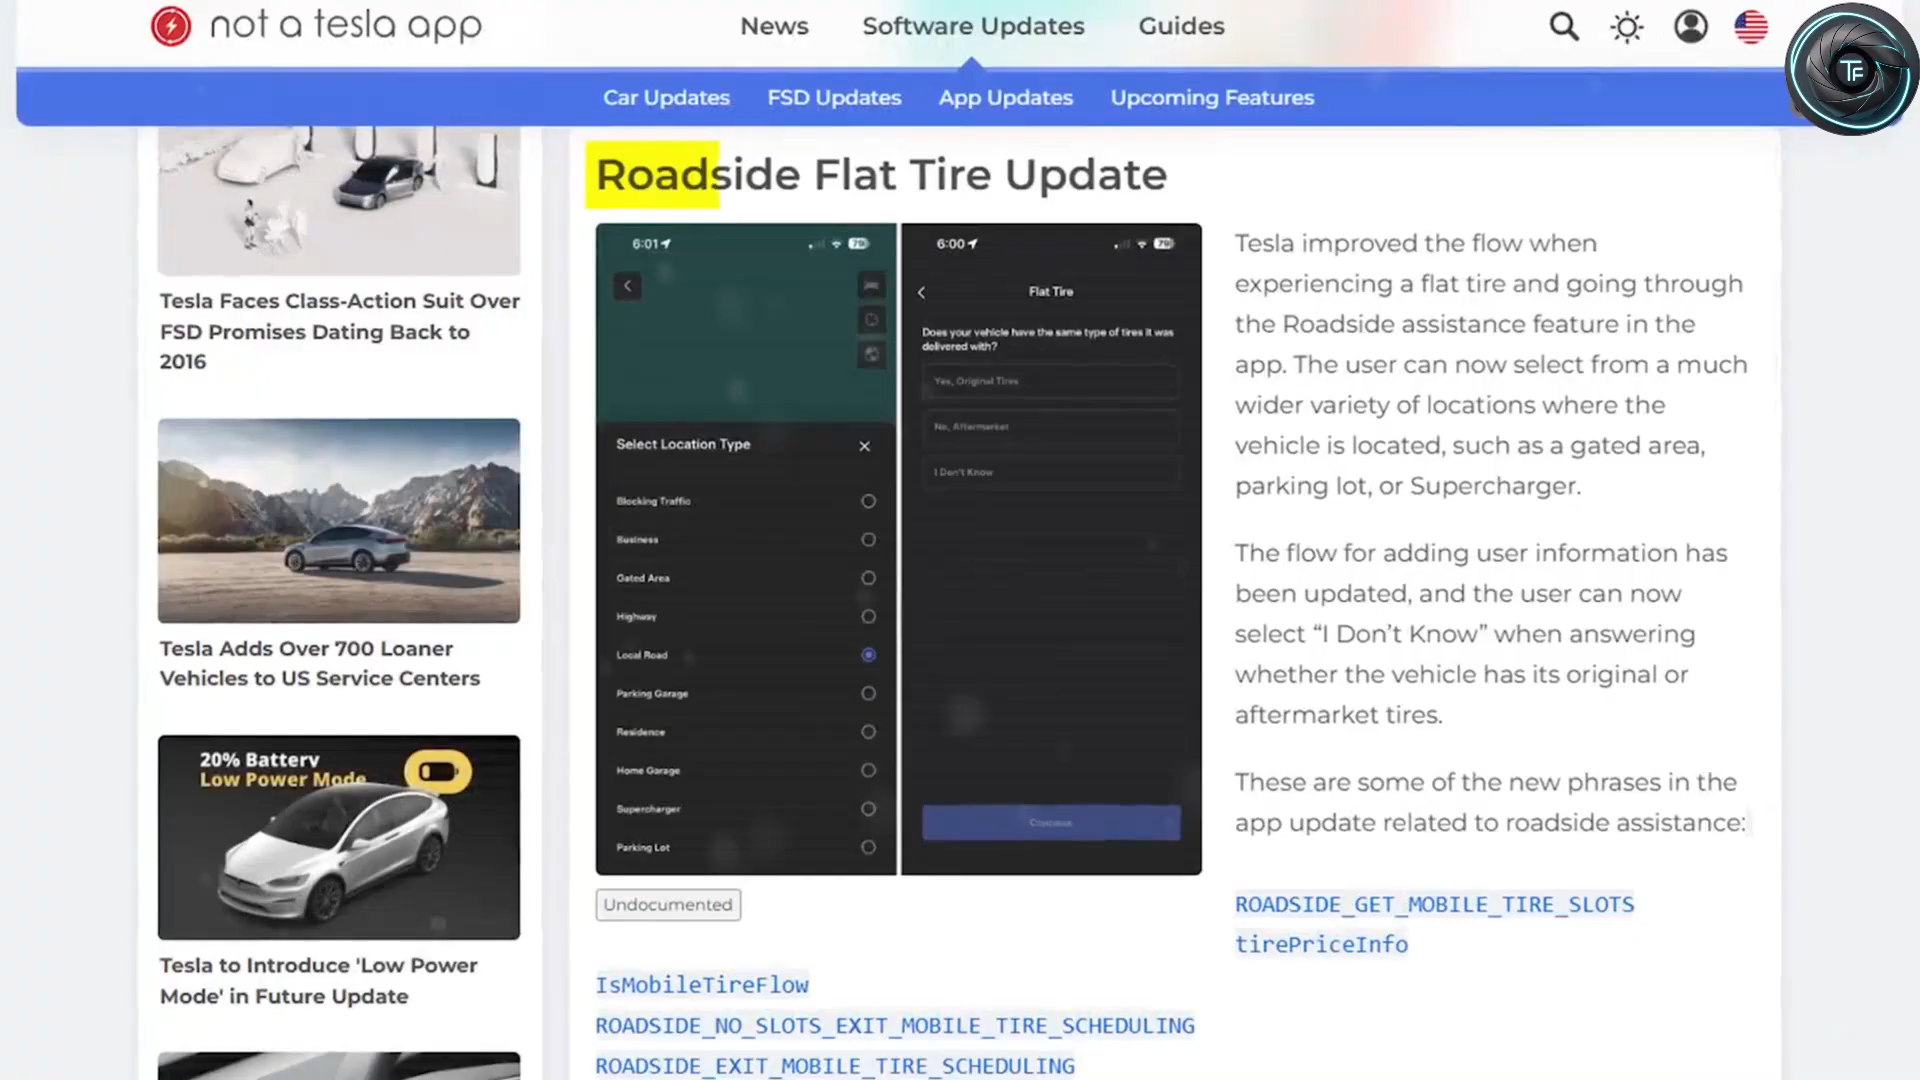 not a tesla app
News
Software Updates
Guides
TF
Car Updates
FSD Updates
App Updates
Upcoming Features
Tesla Faces Class-Action Suit Over
FSD Promises Dating Back to
2016
Tesla Adds Over 700 Loaner
Vehicles to US Service Centers
20% Battery
Low Power Mode
Tesla to Introduce 'Low Power
Mode' in Future Update
Roadside Flat Tire Update
6:01
79
Select Location Type
Blocking Traffic
Business
Gated Area
Highway
Local Road
Parking Garage
Residence
Home Garage
Supercharger
Parking Lot
6:00
79
Flat Tire
Does your vehicle have the same type of tires it was
delivered with?
Yes, Original Tires
No, Aftermarket
I Don't Know
Continue
Undocumented
Tesla improved the flow when
experiencing a flat tire and going through
the Roadside assistance feature in the
app. The user can now select from a much
wider variety of locations where the
vehicle is located, such as a gated area,
parking lot, or Supercharger.
The flow for adding user information has
been updated, and the user can now
select “I Don’t Know” when answering
whether the vehicle has its original or
aftermarket tires.
These are some of the new phrases in the
app update related to roadside assistance:
ROADSIDE_GET_MOBILE_TIRE_SLOTS
tirePriceInfo
IsMobileTireFlow
ROADSIDE_NO_SLOTS_EXIT_MOBILE_TIRE_SCHEDULING
ROADSIDE_EXIT_MOBILE_TIRE_SCHEDULING